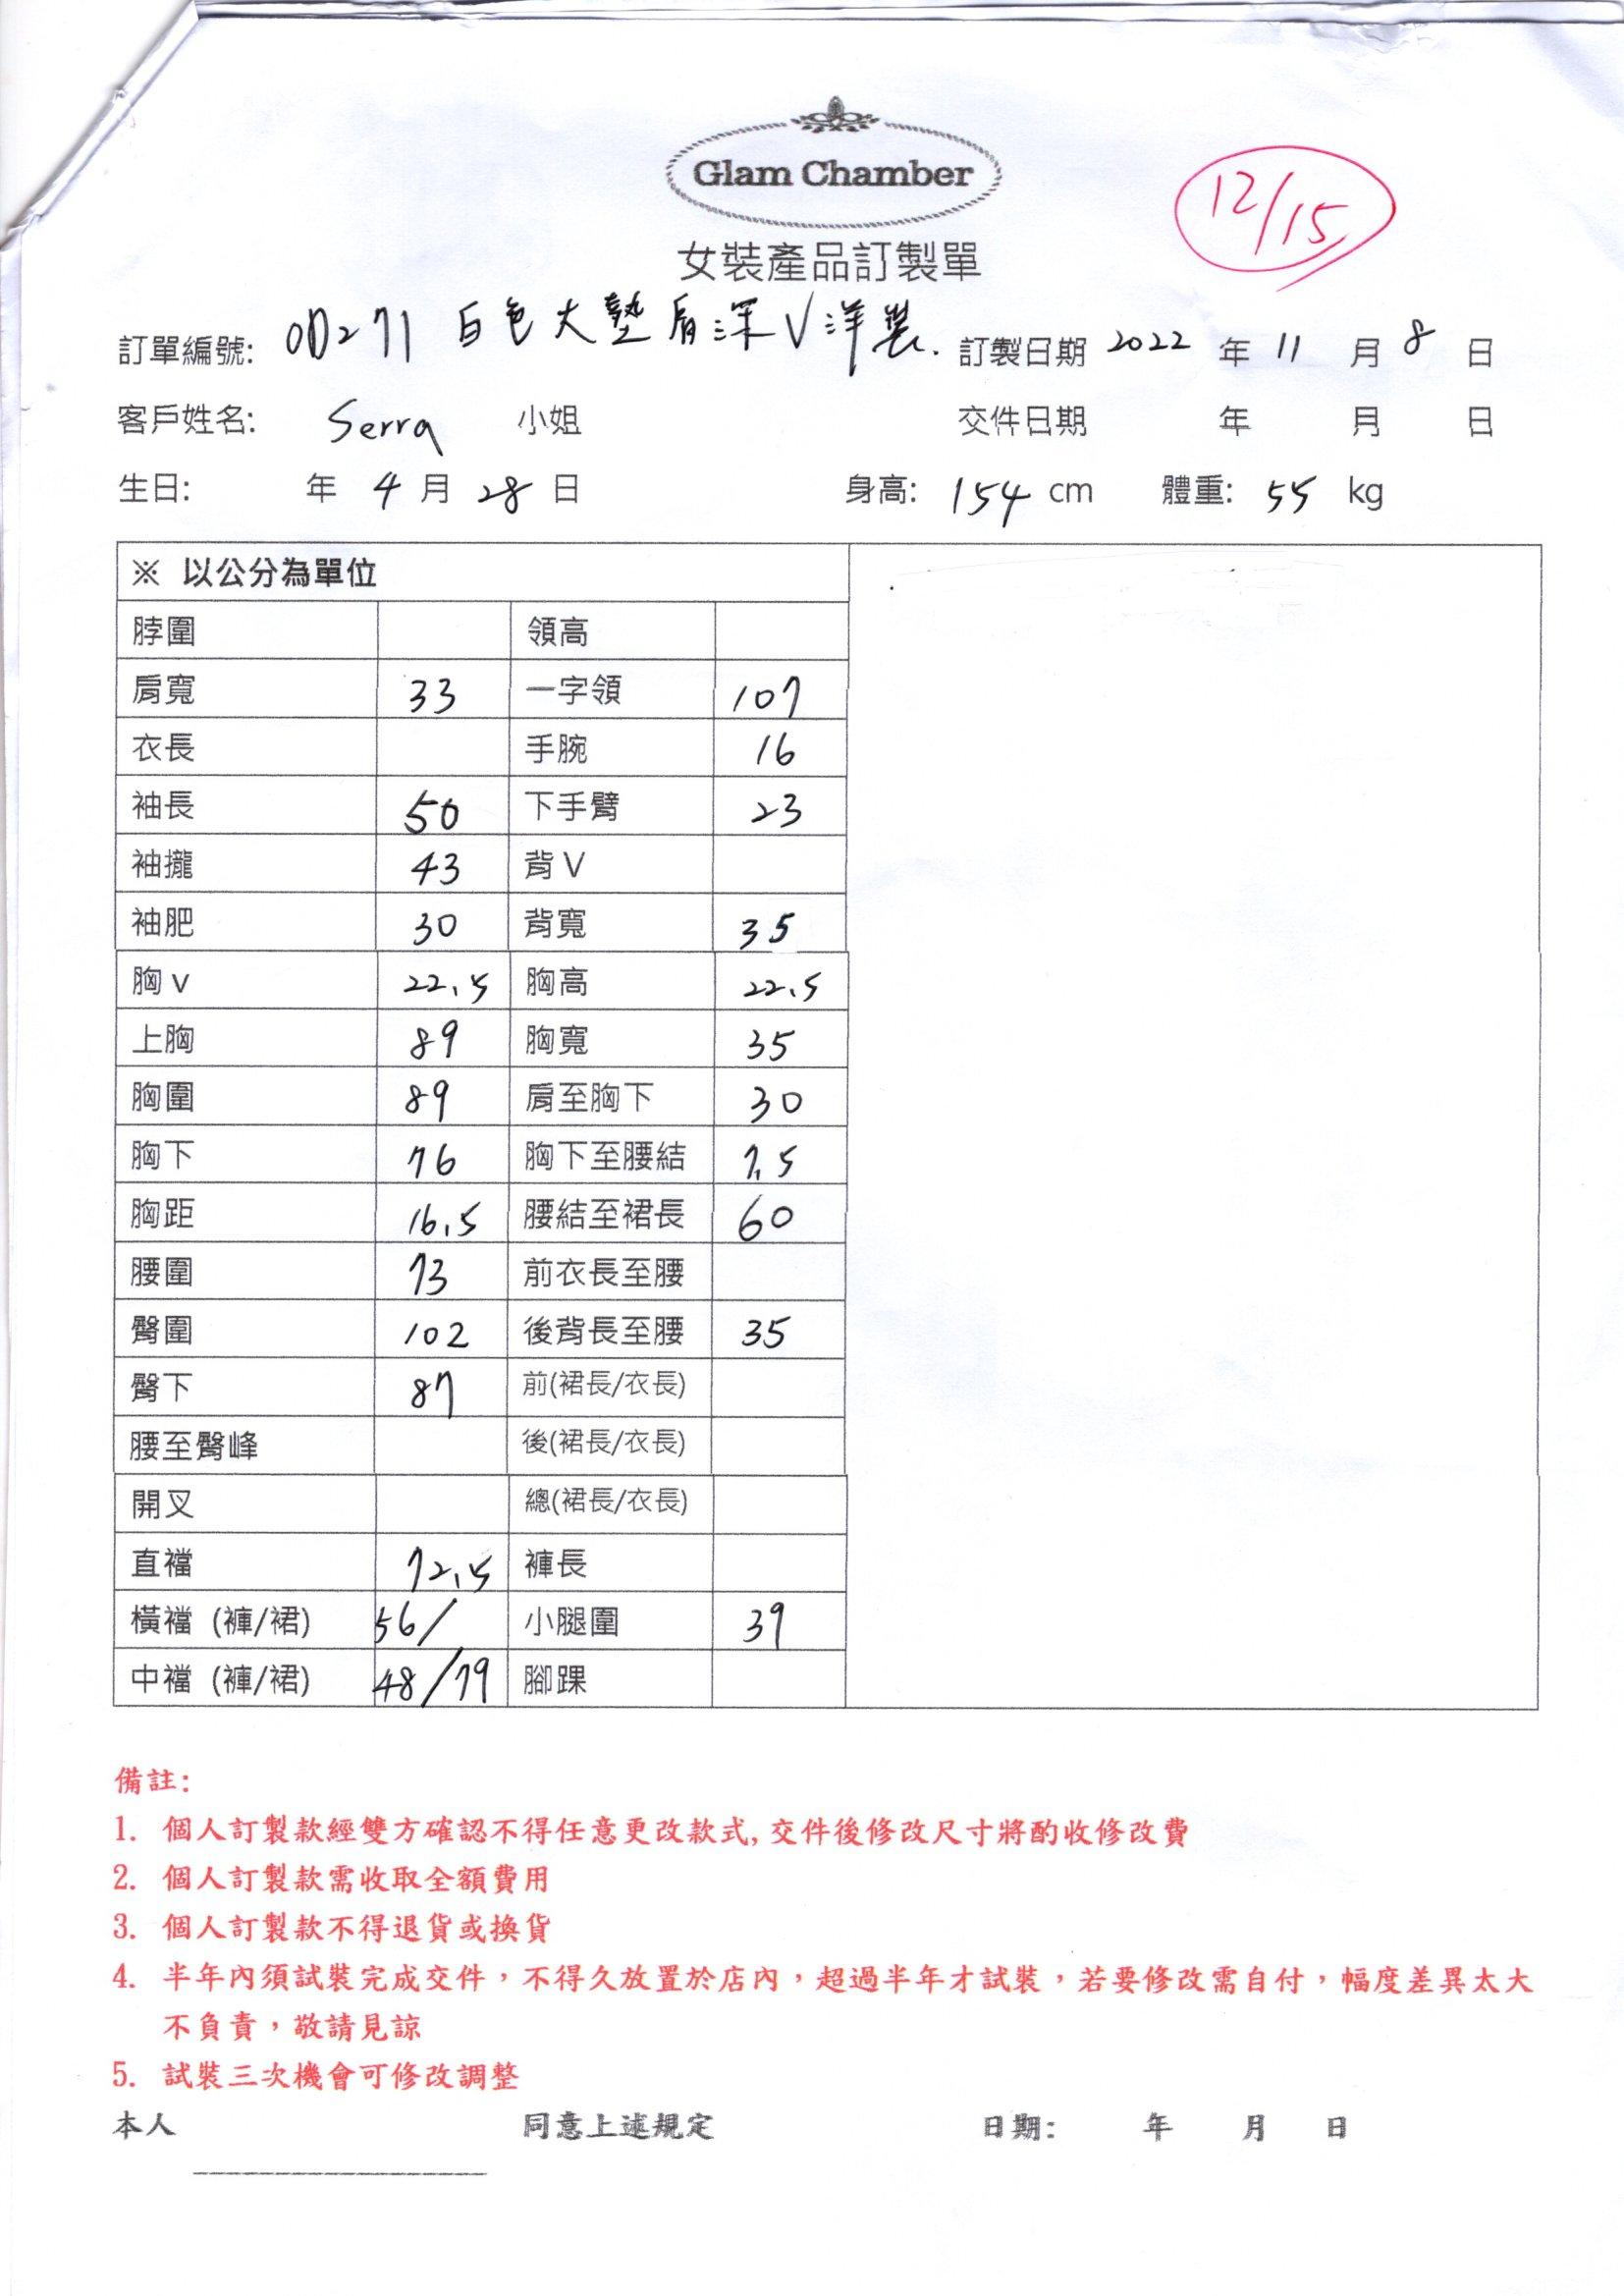 Glam Chamber
12/15
女裝產品訂製單
訂單編號: OD271 白色大墊肩深V洋裝. 訂製日期 2022 年 11 月 8 日
客戶姓名: Serra 小姐 交件日期 年 月 日
生日: 年 4 月 28 日 身高: 154 cm 體重: 55 kg
※ 以公分為單位
脖圍 領高
肩寬 33 一字領 107
衣長 手腕 16
袖長 50 下手臂 23
袖攏 43 背V
袖肥 30 背寬 35
胸v 22.5 胸高 22.5
上胸 89 胸寬 35
胸圍 89 肩至胸下 30
胸下 76 胸下至腰結 7.5
胸距 16.5 腰結至裙長 60
腰圍 73 前衣長至腰
臀圍 102 後背長至腰 35
臀下 87 前(裙長/衣長)
腰至臀峰 後(裙長/衣長)
開叉 總(裙長/衣長)
直襠 72.5 褲長
橫襠 (褲/裙) 56/ 小腿圍 39
中襠 (褲/裙) 48/79 腳踝
備註:
1. 個人訂製款經雙方確認不得任意更改款式,交件後修改尺寸將酌收修改費
2. 個人訂製款需收取全額費用
3. 個人訂製款不得退貨或換貨
4. 半年內須試裝完成交件，不得久放置於店內，超過半年才試裝，若要修改需自付，幅度差異太大
不負責，敬請見諒
5. 試裝三次機會可修改調整
本人 同意上述規定 日期: 年 月 日